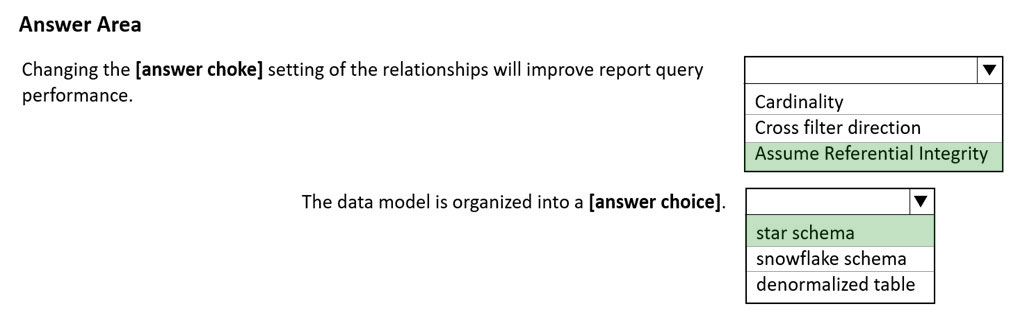 Answer Area
Changing the [answer choke] setting of the relationships will improve report query
performance.
Cardinality
Cross filter direction
Assume Referential Integrity
The data model is organized into a [answer choice].
star schema
snowflake schema
denormalized table